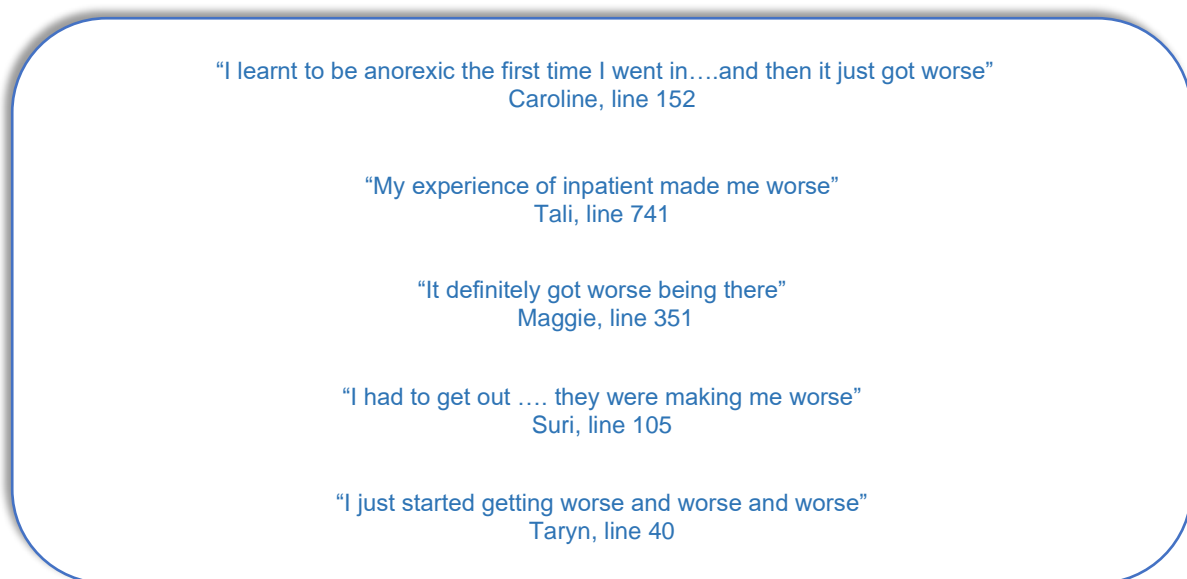 “I learnt to be anorexic the first time I went in….and then it just got worse”
Caroline, line 152
“My experience of inpatient made me worse”
Tali, line 741
“It definitely got worse being there”
Maggie, line 351
“I had to get out …. they were making me worse”
Suri, line 105
“I just started getting worse and worse and worse”
Taryn, line 40